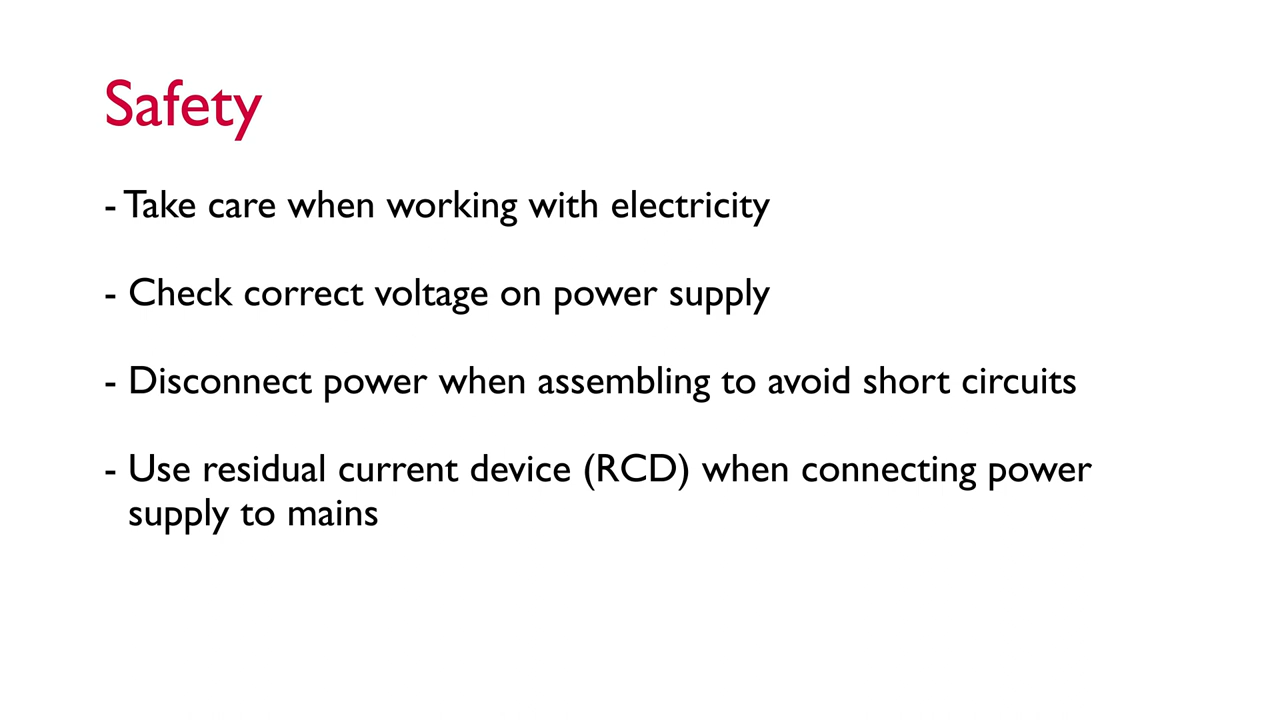 Safety
- Take care when working with electricity
- Check correct voltage on power supply
- Disconnect power when assembling to avoid short circuits
- Use residual current device (RCD) when connecting power
supply to mains